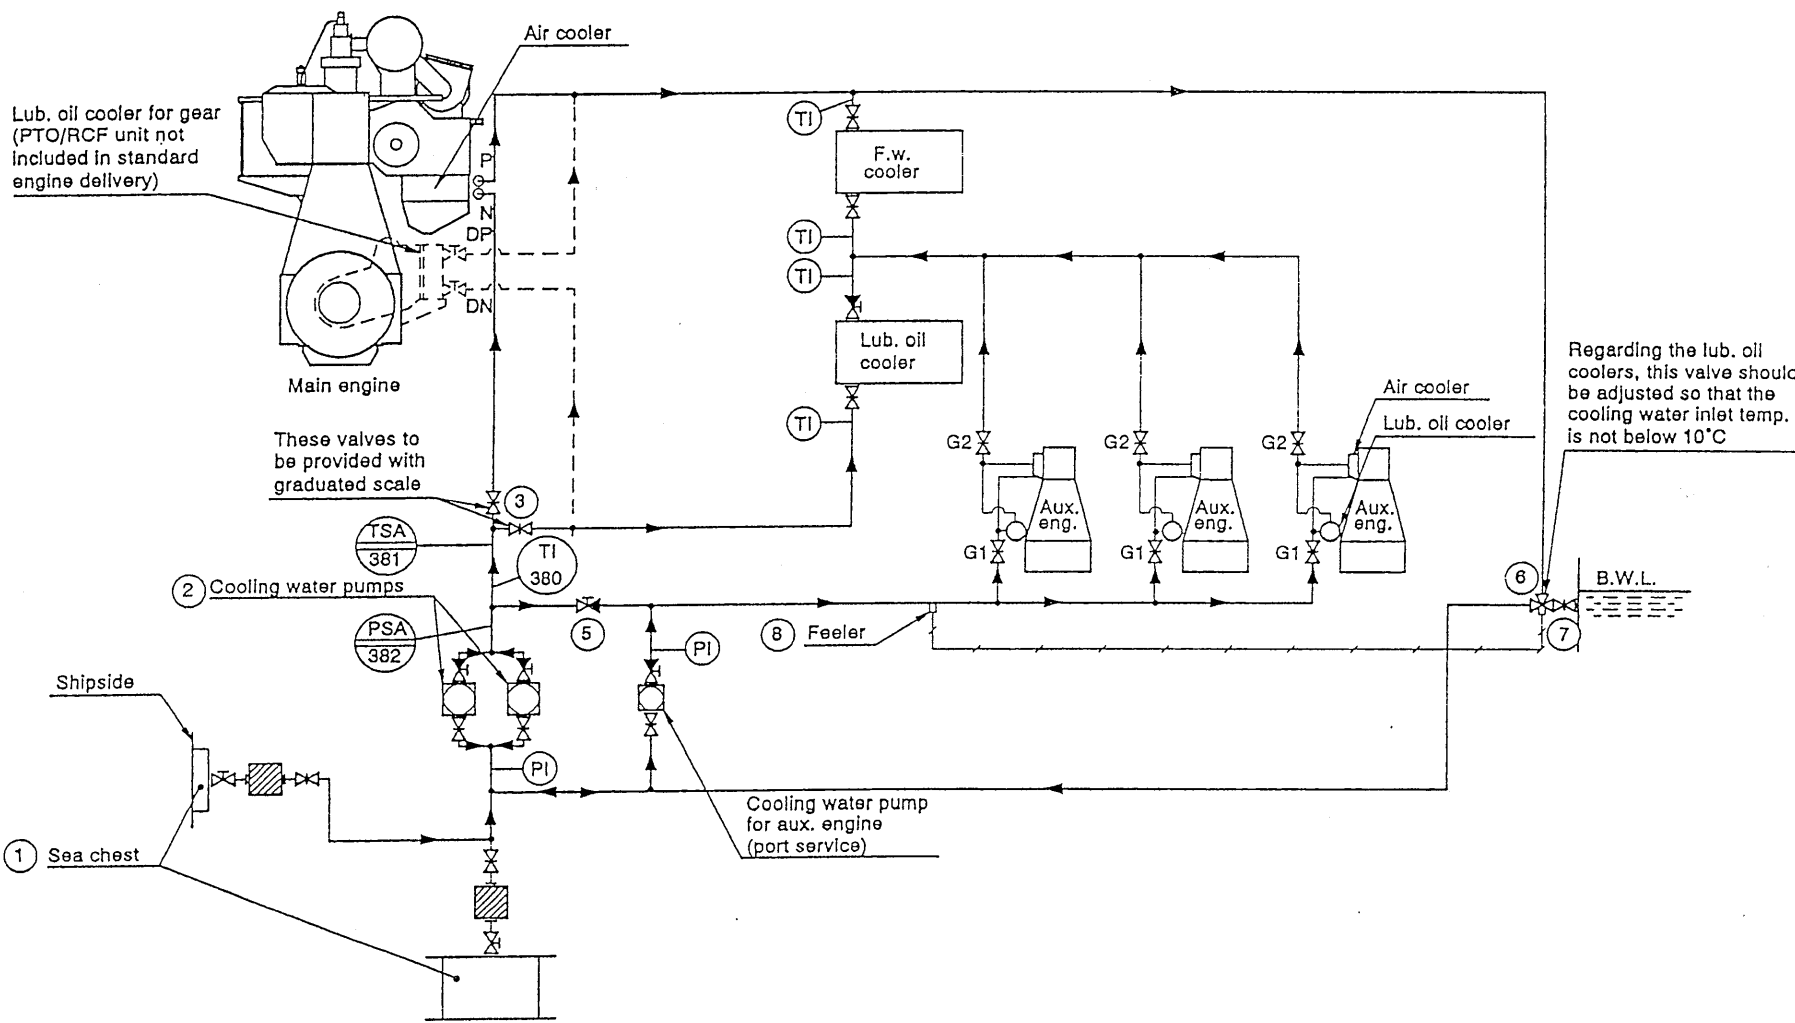 Air cooler
Lub. oil cooler for gear
(PTO/RCF unit not
included in standard
engine delivery)
P
N
DP
DN
Main engine
TI
F.w.
cooler
TI
TI
Lub. oil
cooler
TI
These valves to
be provided with
graduated scale
3
TSA
381
TI
380
2 Cooling water pumps
PSA
382
5
PI
G2
G2
G2
Aux.
eng.
Aux.
eng.
Aux.
eng.
G1
G1
G1
Air cooler
Lub. oil cooler
Regarding the lub. oil
coolers, this valve should
be adjusted so that the
cooling water inlet temp.
is not below 10°C
6
B.W.L.
7
8 Feeler
Shipside
PI
Cooling water pump
for aux. engine
(port service)
1 Sea chest